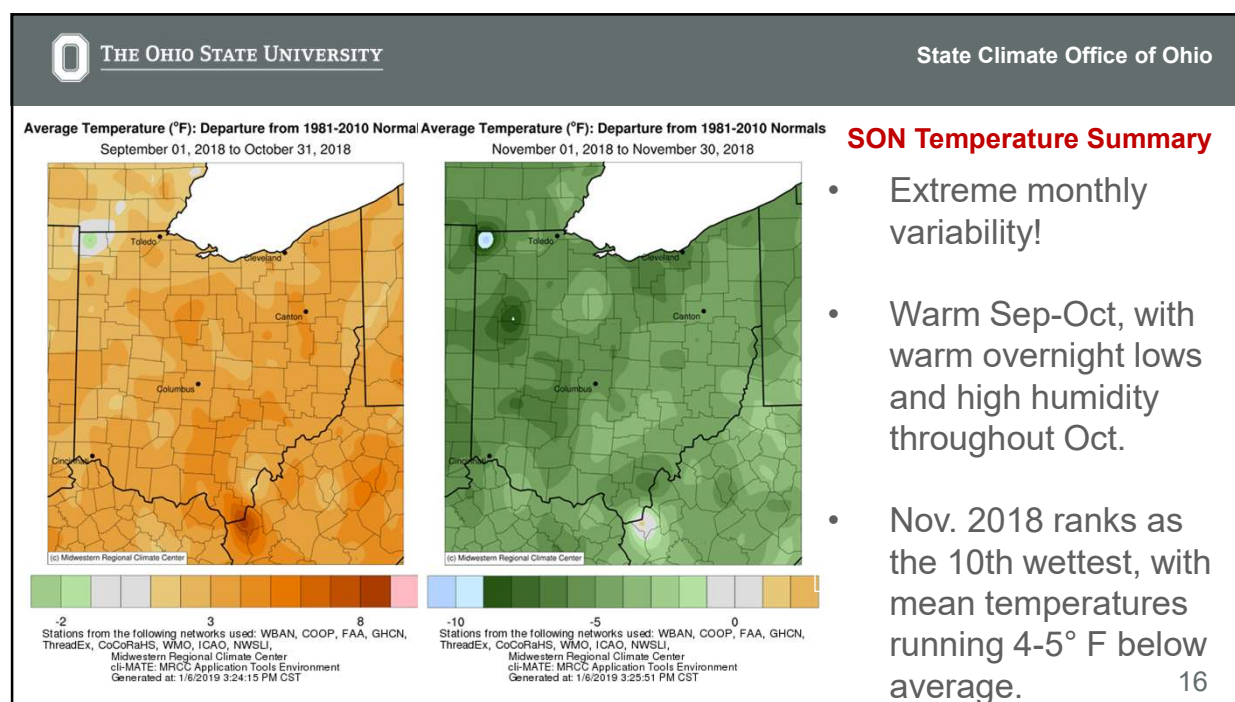 THE OHIO STATE UNIVERSITY
State Climate Office of Ohio
Average Temperature (°F): Departure from 1981-2010 Normal
September 01, 2018 to October 31, 2018
Toledo
Cleveland
Canton
Columbus
Cincinnati
(c) Midwestern Regional Climate Center
-2 3 8
Stations from the following networks used: WBAN, COOP, FAA, GHCN,
ThreadEx, CoCoRaHS, WMO, ICAO, NWSLI,
Midwestern Regional Climate Center
cli-MATE: MRCC Application Tools Environment
Generated at: 1/6/2019 3:24:15 PM CST
Average Temperature (°F): Departure from 1981-2010 Normals
November 01, 2018 to November 30, 2018
Toledo
Cleveland
Canton
Columbus
Cincinnati
(c) Midwestern Regional Climate Center
-10 -5 0
Stations from the following networks used: WBAN, COOP, FAA, GHCN,
ThreadEx, CoCoRaHS, WMO, ICAO, NWSLI,
Midwestern Regional Climate Center
cli-MATE: MRCC Application Tools Environment
Generated at: 1/6/2019 3:25:51 PM CST
SON Temperature Summary
• Extreme monthly
variability!
• Warm Sep-Oct, with
warm overnight lows
and high humidity
throughout Oct.
• Nov. 2018 ranks as
the 10th wettest, with
mean temperatures
running 4-5° F below
average.
16